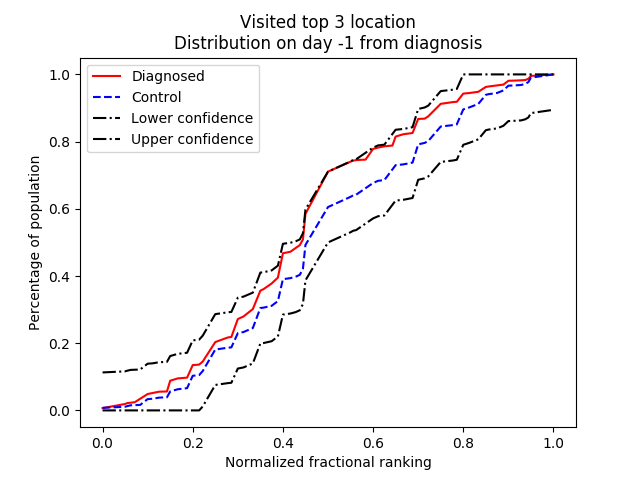 Visited top 3 location
Distribution on day -1 from diagnosis
Diagnosed
Control
Lower confidence
Upper confidence
Percentage of population
1.0
0.8
0.6
0.4
0.2
0.0
0.0 0.2 0.4 0.6 0.8 1.0
Normalized fractional ranking